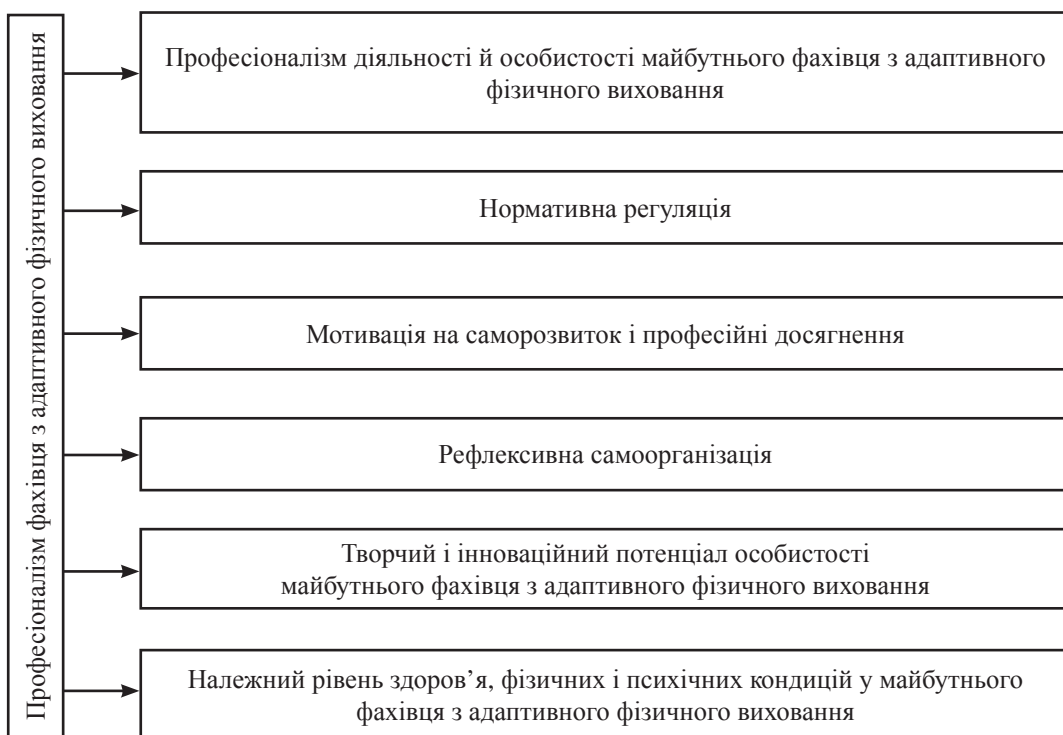 Професіоналізм фахівця з адаптивного фізичного виховання
Професіоналізм діяльності й особистості майбутнього фахівця з адаптивного
фізичного виховання
Нормативна регуляція
Мотивація на саморозвиток і професійні досягнення
Рефлексивна самоорганізація
Творчий і інноваційний потенціал особистості
майбутнього фахівця з адаптивного фізичного виховання
Належний рівень здоров’я, фізичних і психічних кондицій у майбутнього
фахівця з адаптивного фізичного виховання